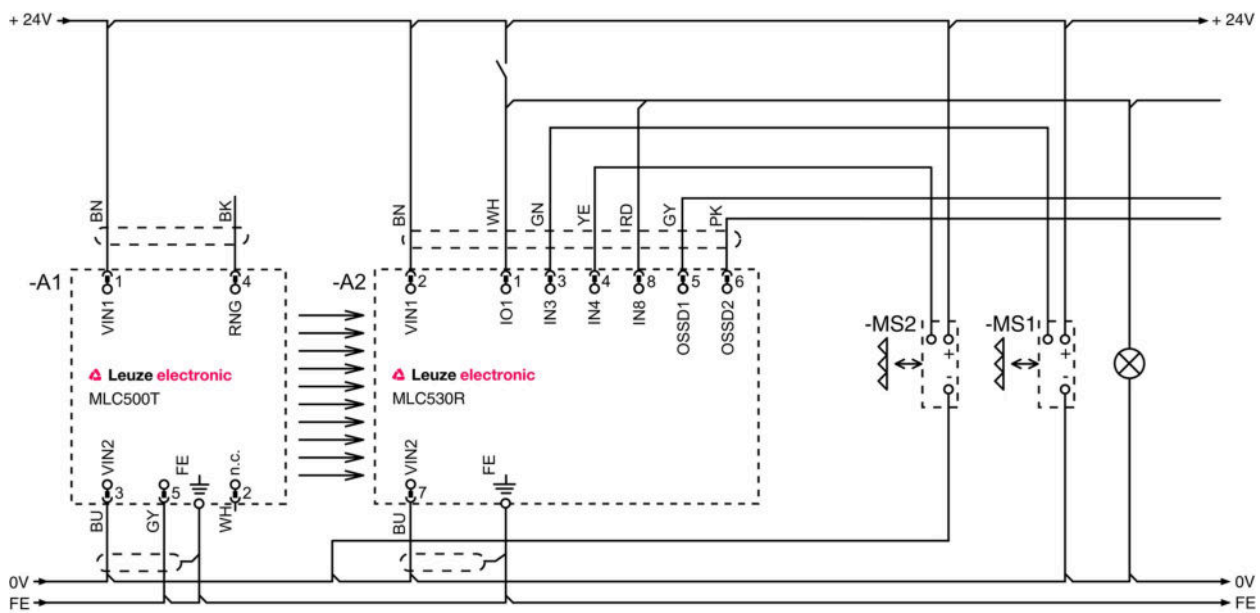 + 24V
+ 24V
BN
BK
BN
WH
GN
YE
RD
GY
PK
-A1
1
4
-A2
2
1
3
4
8
5
6
VIN1
RNG
VIN1
IO1
IN3
IN4
IN8
OSSD1
OSSD2
-MS2
-MS1
+
-
+
-
Leuze electronic
MLC500T
Leuze electronic
MLC530R
VIN2
FE
n.c.
VIN2
FE
3
5
2
7
BU
GY
WH
BU
0V
0V
FE
FE